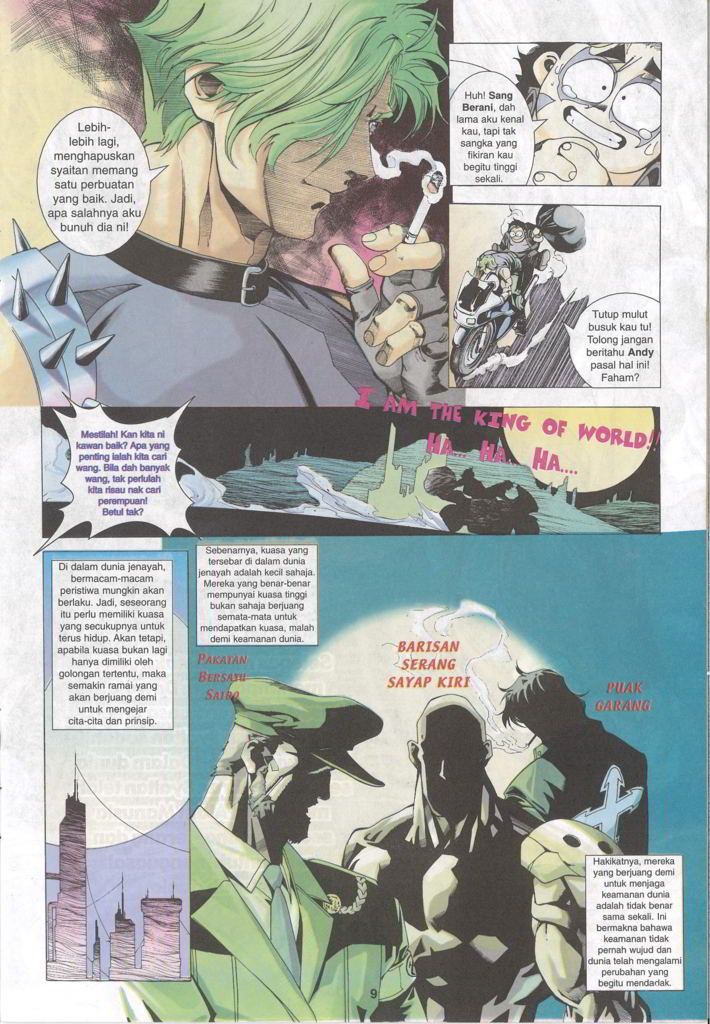 Lebih-
lebih lagi,
menghapuskan
syaitan memang
satu perbuatan
yang baik. Jadi,
apa salahnya aku
bunuh dia ni!
Huh! Sang
Berani, dah
lama aku kenal
kau, tapi tak
sangka yang
fikiran kau
begitu tinggi
sekali.
Tutup mulut
busuk kau tu!
Tolong jangan
beritahu Andy
pasal hal ini!
Faham?
Mestilah! Kan kita ni
kawan baik? Apa yang
penting ialah kita cari
wang. Bila dah banyak
wang, tak perlulah
kita risau nak cari
perempuan!
Betul tak?
I AM THE KING OF WORLD!!
HA... HA... HA....
Di dalam dunia jenayah,
bermacam-macam
peristiwa mungkin akan
berlaku. Jadi, seseorang
itu perlu memiliki kuasa
yang secukupnya untuk
terus hidup. Akan tetapi,
apabila kuasa bukan lagi
hanya dimiliki oleh
golongan tertentu, maka
semakin ramai yang
akan berjuang demi
untuk mengejar
cita-cita dan prinsip.
Sebenarnya, kuasa yang
tersebar di dalam dunia
jenayah adalah kecil sahaja.
Mereka yang benar-benar
mempunyai kuasa tinggi
bukan sahaja berjuang
semata-mata untuk
mendapatkan kuasa, malah
demi keamanan dunia.
PAKATAN
BERSATU
SATRO
BARISAN
SERANG
SAYAP KIRI
PUAK
GARANG
Hakikatnya, mereka
yang berjuang demi
untuk menjaga
keamanan dunia
adalah tidak benar
sama sekali. Ini
bermakna bahawa
keamanan tidak
pernah wujud dan
dunia telah mengalami
perubahan yang
begitu mendadak.
9